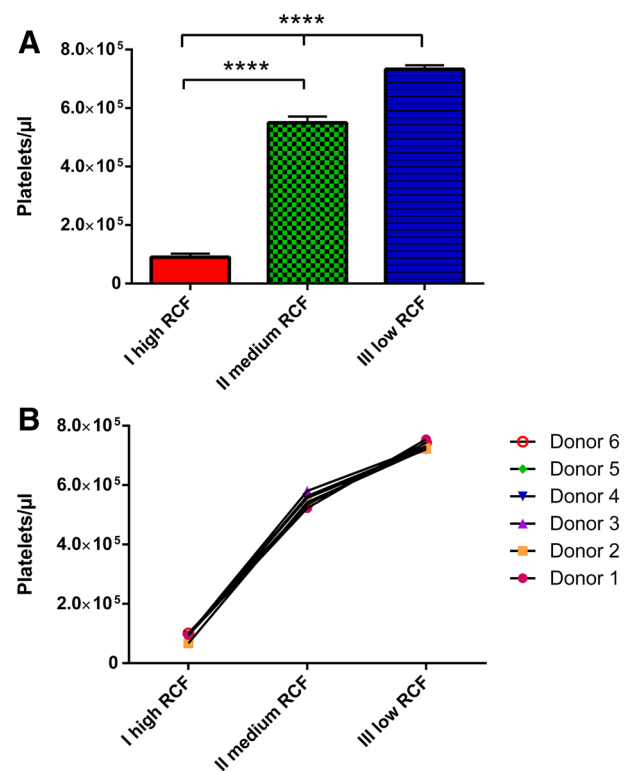 A
****
****
8.0×10⁵
6.0×10⁵
4.0×10⁵
2.0×10⁵
0
Platelets/µl
I high RCF
II medium RCF
III low RCF
B
8.0×10⁵
6.0×10⁵
4.0×10⁵
2.0×10⁵
0
Platelets/µl
I high RCF
II medium RCF
III low RCF
Donor 6
Donor 5
Donor 4
Donor 3
Donor 2
Donor 1